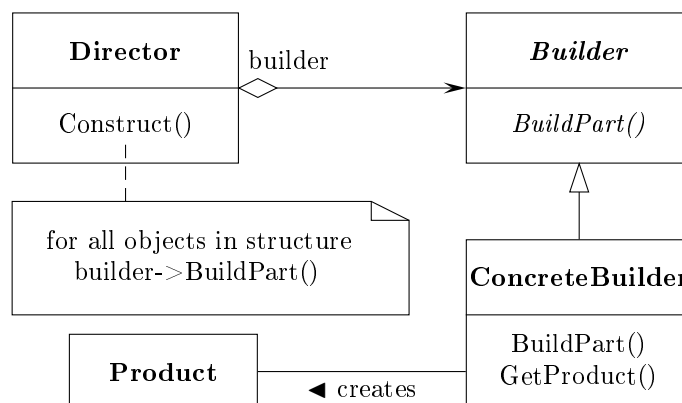 Director
builder
Builder
Construct()
BuildPart()
for all objects in structure
builder->BuildPart()
ConcreteBuilder
BuildPart()
GetProduct()
Product
◄ creates